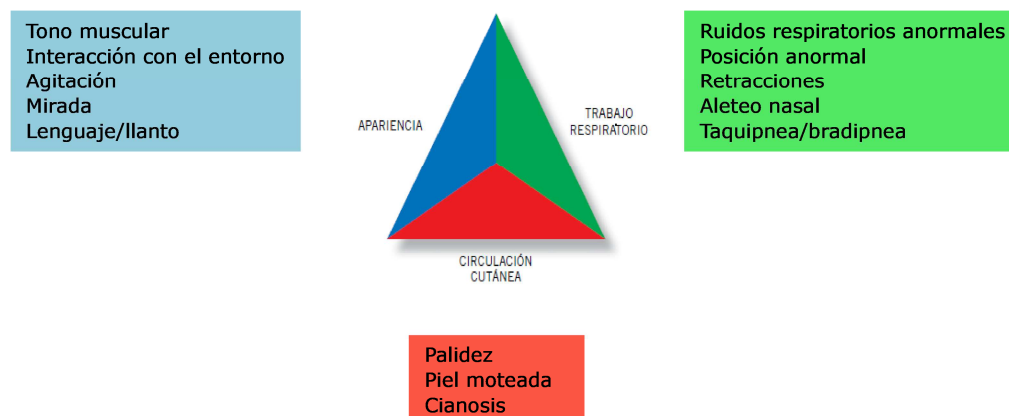 Tono muscular
Interacción con el entorno
Agitación
Mirada
Lenguaje/llanto
APARIENCIA
TRABAJO
RESPIRATORIO
Ruidos respiratorios anormales
Posición anormal
Retracciones
Aleteo nasal
Taquipnea/bradipnea
CIRCULACIÓN
CUTÁNEA
Palidez
Piel moteada
Cianosis